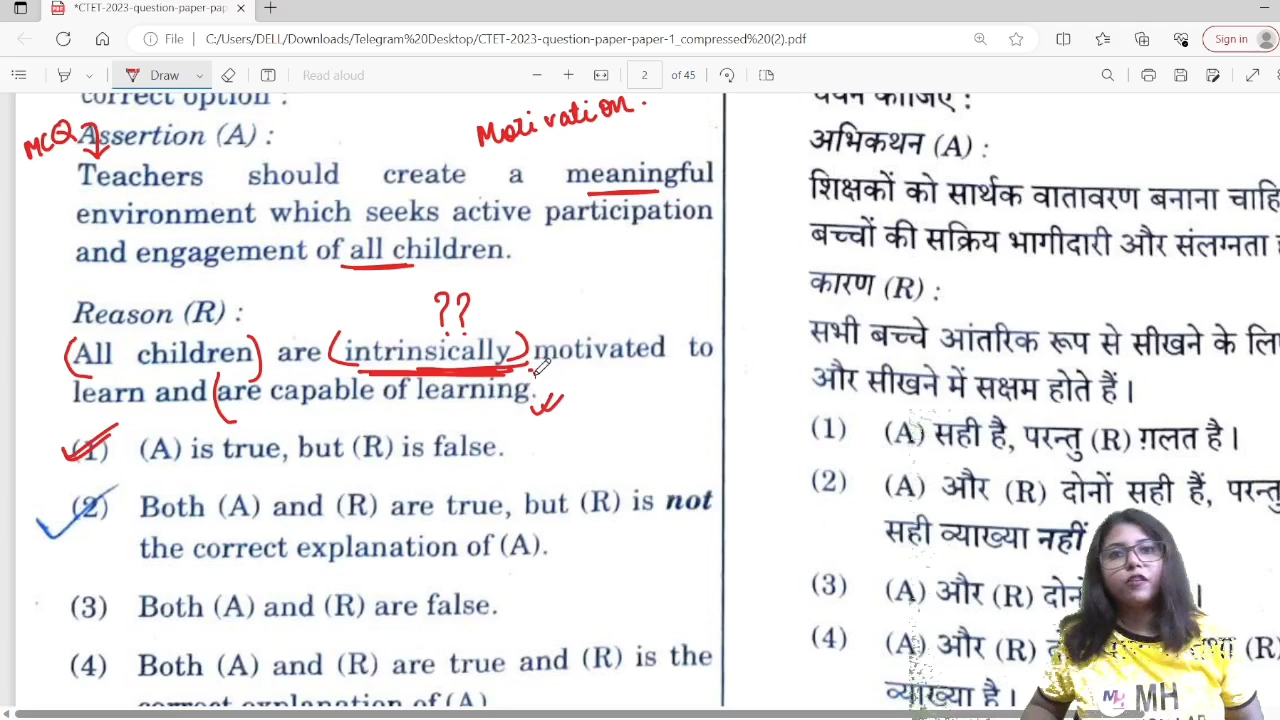 *CTET-2023-question-paper-pap
File
C:/Users/DELL/Downloads/Telegram%20Desktop/CTET-2023-question-paper-paper-1_compressed%20(2).pdf
Sign in
Draw
Read aloud
2
of 45
correct option :
MCQ
Assertion (A) :
Motivation.
Teachers should create a meaningful
environment which seeks active participation
and engagement of all children.
Reason (R) :
??
All children are intrinsically motivated to
learn and are capable of learning.
(1) (A) is true, but (R) is false.
(2) Both (A) and (R) are true, but (R) is not
the correct explanation of (A).
(3) Both (A) and (R) are false.
(4) Both (A) and (R) are true and (R) is the
correct explanation of (A)
चयन कीजिए :
अभिकथन (A) :
शिक्षकों को सार्थक वातावरण बनाना चाहि
बच्चों की सक्रिय भागीदारी और संलग्नता
कारण (R) :
सभी बच्चे आंतरिक रूप से सीखने के लि
और सीखने में सक्षम होते हैं ।
(1) (A) सही है, परन्तु (R) ग़लत है ।
(2) (A) और (R) दोनों सही हैं, परन्तु
सही व्याख्या नहीं
(3) (A) और (R)
(4) (A) और (R)
व्याख्या है ।
MH